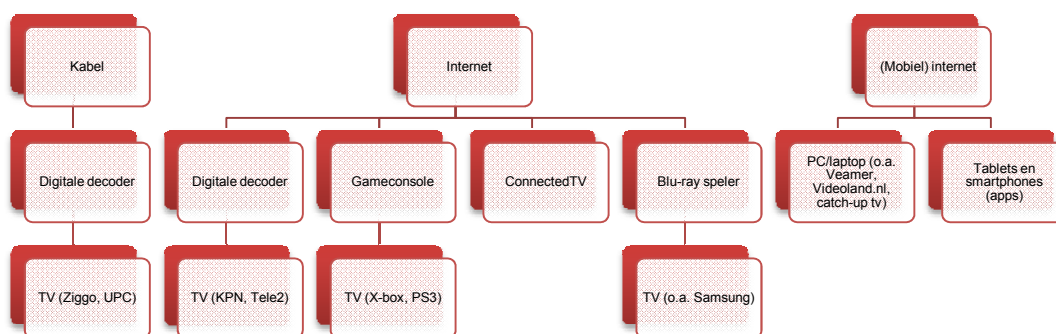 Kabel
Internet
(Mobiel) internet
Digitale decoder
Digitale decoder
Gameconsole
ConnectedTV
Blu-ray speler
PC/laptop (o.a.
Veamer,
Videoland.nl,
catch-up tv)
Tablets en
smartphones
(apps)
TV (Ziggo, UPC)
TV (KPN, Tele2)
TV (X-box, PS3)
TV (o.a. Samsung)